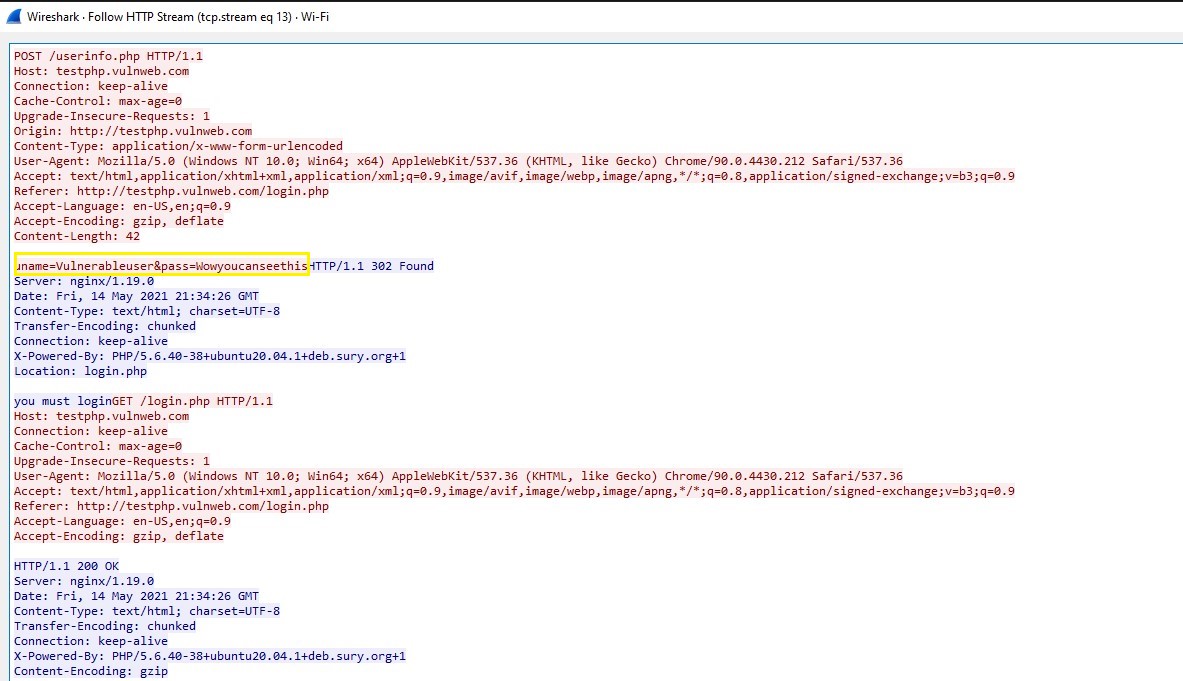 Wireshark · Follow HTTP Stream (tcp.stream eq 13) · Wi-Fi
POST /userinfo.php HTTP/1.1
Host: testphp.vulnweb.com
Connection: keep-alive
Cache-Control: max-age=0
Upgrade-Insecure-Requests: 1
Origin: http://testphp.vulnweb.com
Content-Type: application/x-www-form-urlencoded
User-Agent: Mozilla/5.0 (Windows NT 10.0; Win64; x64) AppleWebKit/537.36 (KHTML, like Gecko) Chrome/90.0.4430.212 Safari/537.36
Accept: text/html,application/xhtml+xml,application/xml;q=0.9,image/avif,image/webp,image/apng,*/*;q=0.8,application/signed-exchange;v=b3;q=0.9
Referer: http://testphp.vulnweb.com/login.php
Accept-Language: en-US,en;q=0.9
Accept-Encoding: gzip, deflate
Content-Length: 42
uname=Vulnerableuser&pass=WowyoucanseethisHTTP/1.1 302 Found
Server: nginx/1.19.0
Date: Fri, 14 May 2021 21:34:26 GMT
Content-Type: text/html; charset=UTF-8
Transfer-Encoding: chunked
Connection: keep-alive
X-Powered-By: PHP/5.6.40-38+ubuntu20.04.1+deb.sury.org+1
Location: login.php
you must loginGET /login.php HTTP/1.1
Host: testphp.vulnweb.com
Connection: keep-alive
Cache-Control: max-age=0
Upgrade-Insecure-Requests: 1
User-Agent: Mozilla/5.0 (Windows NT 10.0; Win64; x64) AppleWebKit/537.36 (KHTML, like Gecko) Chrome/90.0.4430.212 Safari/537.36
Accept: text/html,application/xhtml+xml,application/xml;q=0.9,image/avif,image/webp,image/apng,*/*;q=0.8,application/signed-exchange;v=b3;q=0.9
Referer: http://testphp.vulnweb.com/login.php
Accept-Language: en-US,en;q=0.9
Accept-Encoding: gzip, deflate
HTTP/1.1 200 OK
Server: nginx/1.19.0
Date: Fri, 14 May 2021 21:34:26 GMT
Content-Type: text/html; charset=UTF-8
Transfer-Encoding: chunked
Connection: keep-alive
X-Powered-By: PHP/5.6.40-38+ubuntu20.04.1+deb.sury.org+1
Content-Encoding: gzip